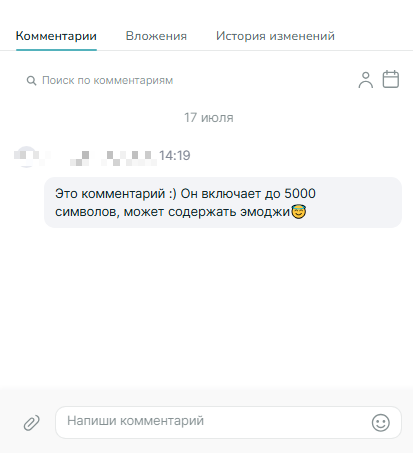 Комментарии Вложения История изменений
Поиск по комментариям
17 июля
14:19
Это комментарий :) Он включает до 5000
символов, может содержать эмоджи😇
Напиши комментарий